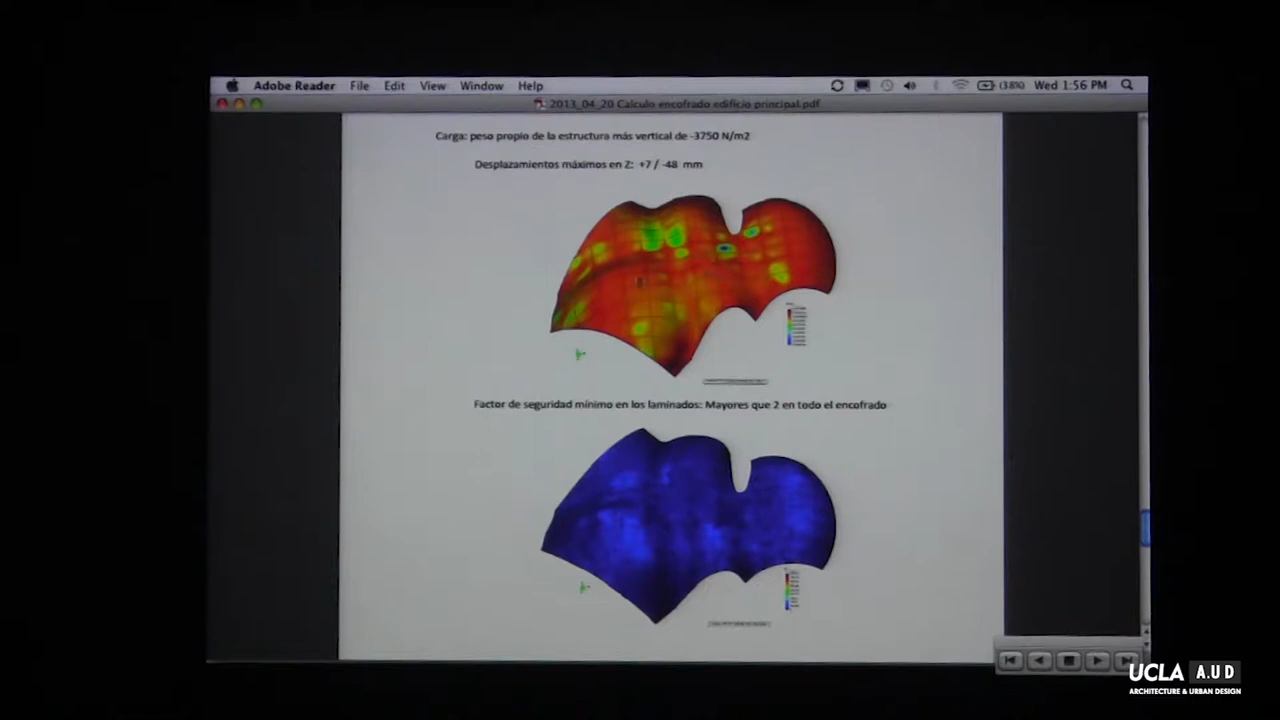 Adobe Reader File Edit View Window Help (38%) Wed 1:56 PM
2013_04_20 Calculo encofrado edificio principal.pdf
Carga: peso propio de la estructura más vertical de -3750 N/m2
Desplazamientos máximos en Z: +7 / -48 mm
Factor de seguridad mínimo en los laminados: Mayores que 2 en todo el encofrado
UCLA A.UD
ARCHITECTURE & URBAN DESIGN